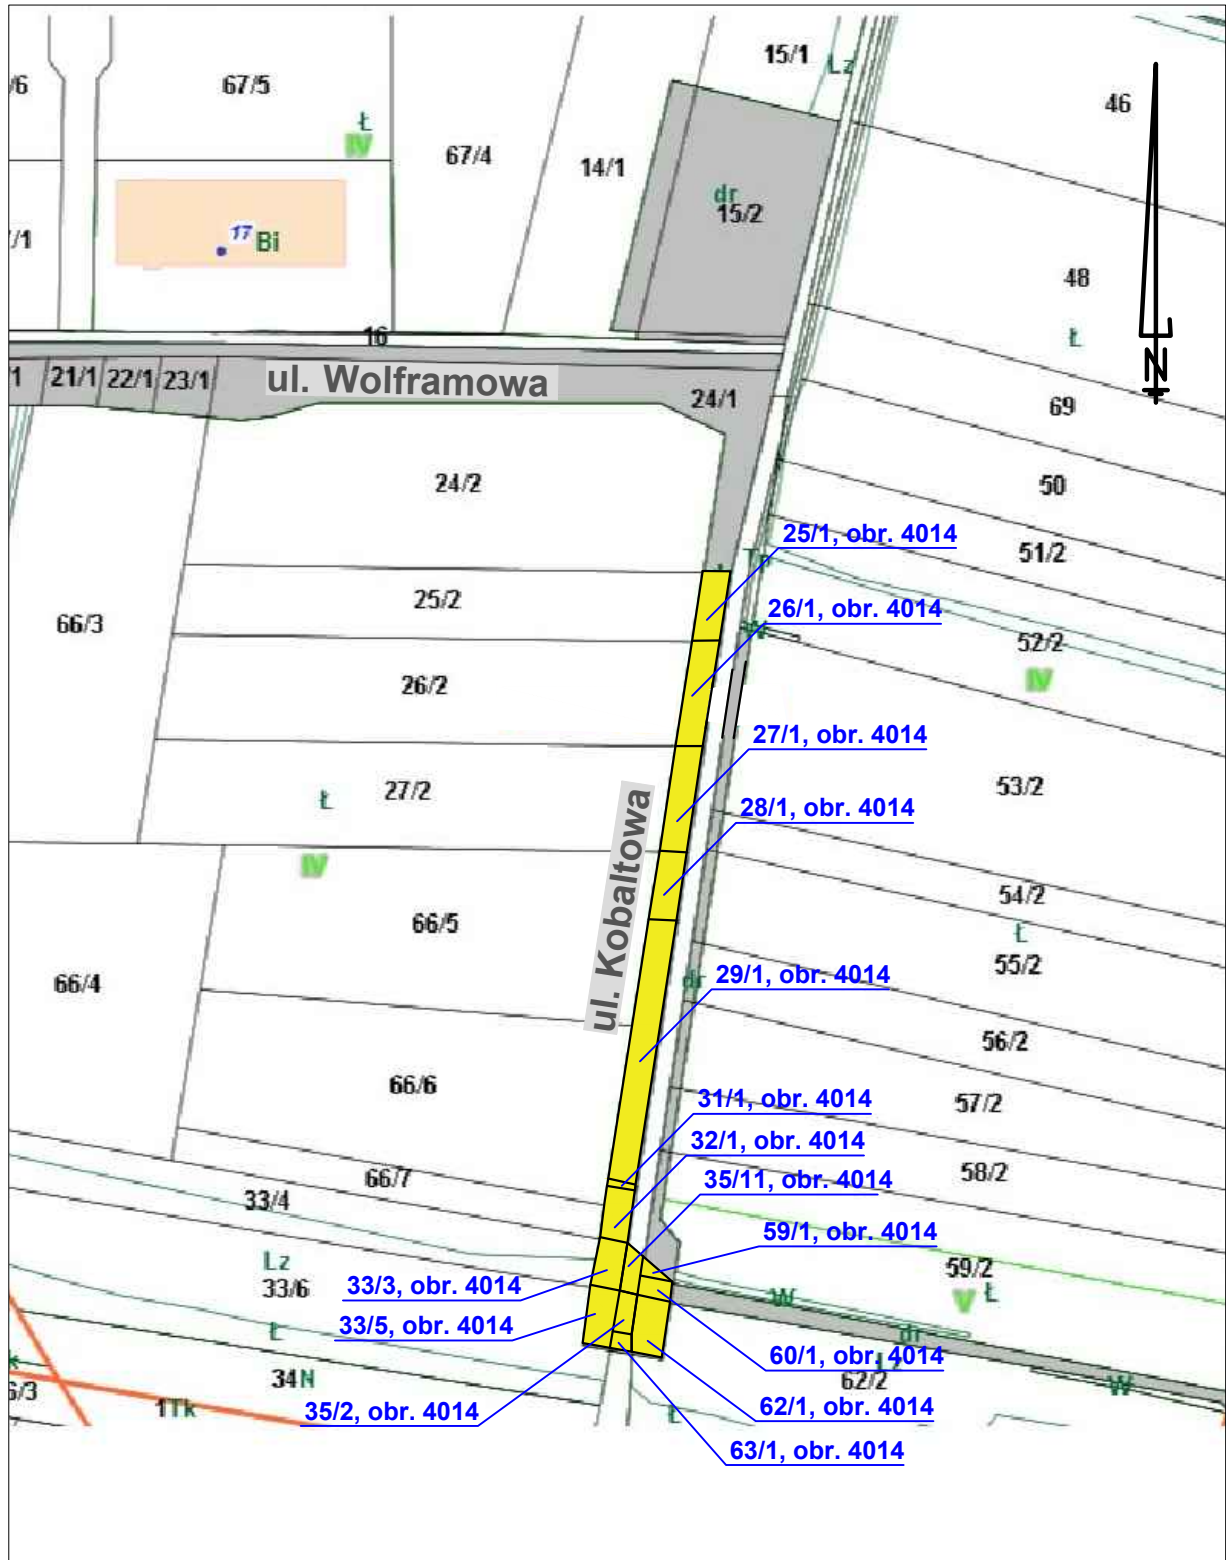 15/1
Lz
/6
67/5
46
Ł
IV
67/4
14/1
dr
15/2
/1
17
Bi
48
Ł
16
N
/1
21/1
22/1
23/1
ul. Wolframowa
24/1
69
24/2
50
25/1, obr. 4014
51/2
Tp
25/2
26/1, obr. 4014
66/3
52/2
W
26/2
IV
27/1, obr. 4014
27/2
Ł
53/2
ul. Kobaltowa
28/1, obr. 4014
IV
54/2
66/5
Ł
55/2
66/4
dr
29/1, obr. 4014
56/2
66/6
31/1, obr. 4014
57/2
32/1, obr. 4014
66/7
35/11, obr. 4014
58/2
33/4
59/1, obr. 4014
Lz
33/6
33/3, obr. 4014
59/2
W
V
Ł
Ł
33/5, obr. 4014
dr
60/1, obr. 4014
Lz
34N
62/2
W
6/3
1Tk
35/2, obr. 4014
Ł
62/1, obr. 4014
63/1, obr. 4014